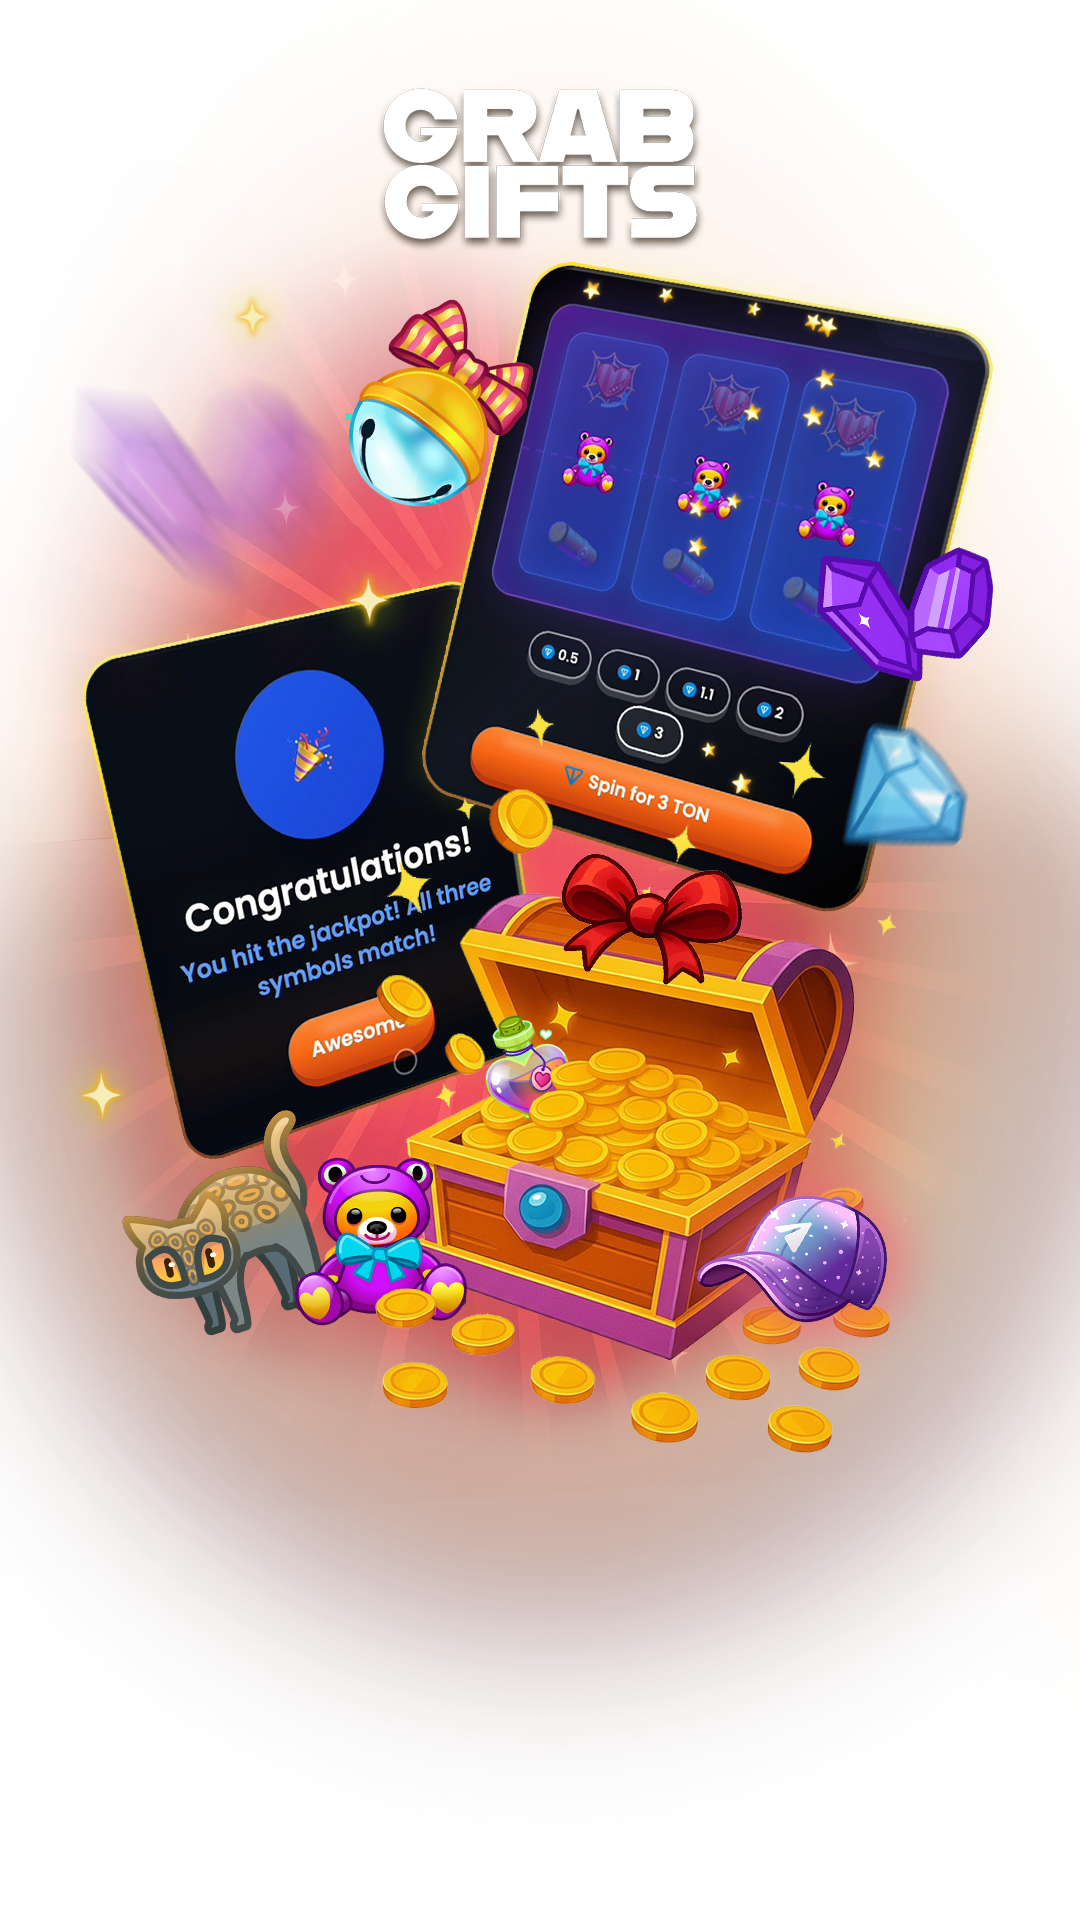 GRAB
GIFTS
0.5
1
1.1
2
3
Spin for 3 TON
Congratulations!
You hit the jackpot! All three
symbols match!
Awesome